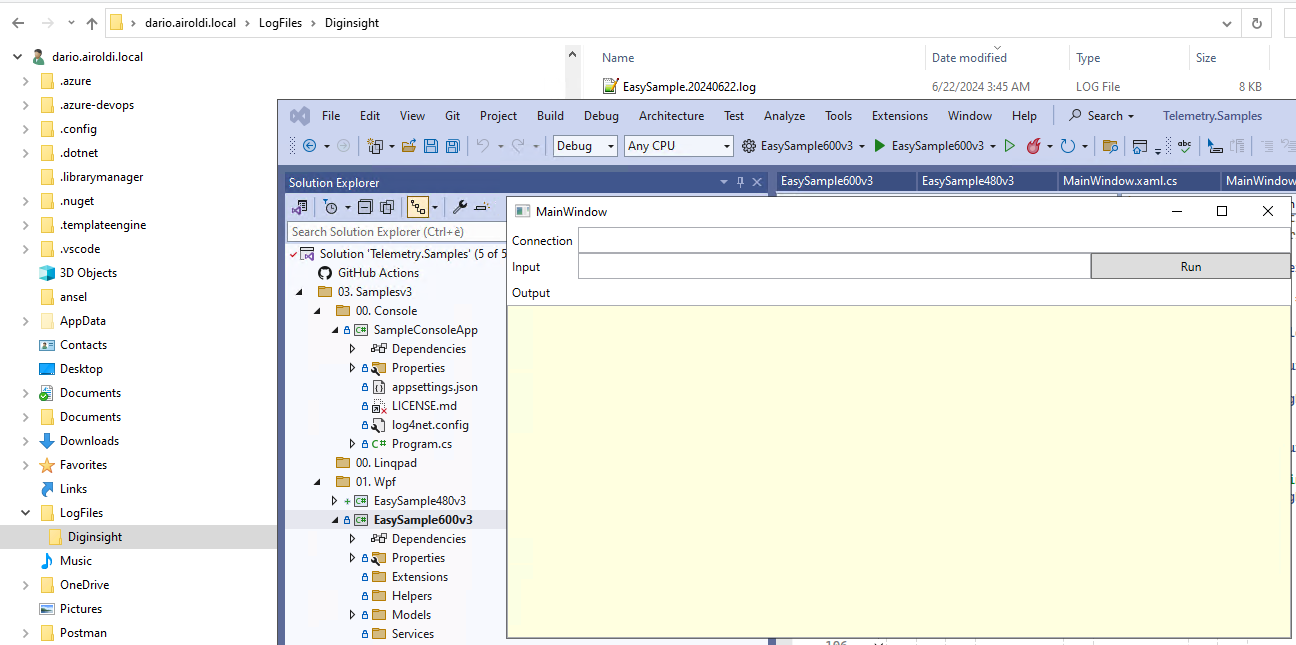 dario.airoldi.local > LogFiles > Diginsight
dario.airoldi.local
.azure
.azure-devops
.config
.dotnet
.librarymanager
.nuget
.templateengine
.vscode
3D Objects
ansel
AppData
Contacts
Desktop
Documents
Documents
Downloads
Favorites
Links
LogFiles
Diginsight
Music
OneDrive
Pictures
Postman
Name Date modified Type Size
EasySample.20240622.log 6/22/2024 3:45 AM LOG File 8 KB
File Edit View Git Project Build Debug Architecture Test Analyze Tools Extensions Window Help Search Telemetry.Samples
Debug Any CPU EasySample600v3 EasySample600v3
Solution Explorer
EasySample600v3 EasySample480v3 MainWindow.xaml.cs MainWindow
Search Solution Explorer (Ctrl+è)
Solution 'Telemetry.Samples' (5 of 5
GitHub Actions
03. Samplesv3
00. Console
SampleConsoleApp
Dependencies
Properties
appsettings.json
LICENSE.md
log4net.config
Program.cs
00. Linqpad
01. Wpf
EasySample480v3
EasySample600v3
Dependencies
Properties
Extensions
Helpers
Models
Services
MainWindow
Connection
Input Run
Output